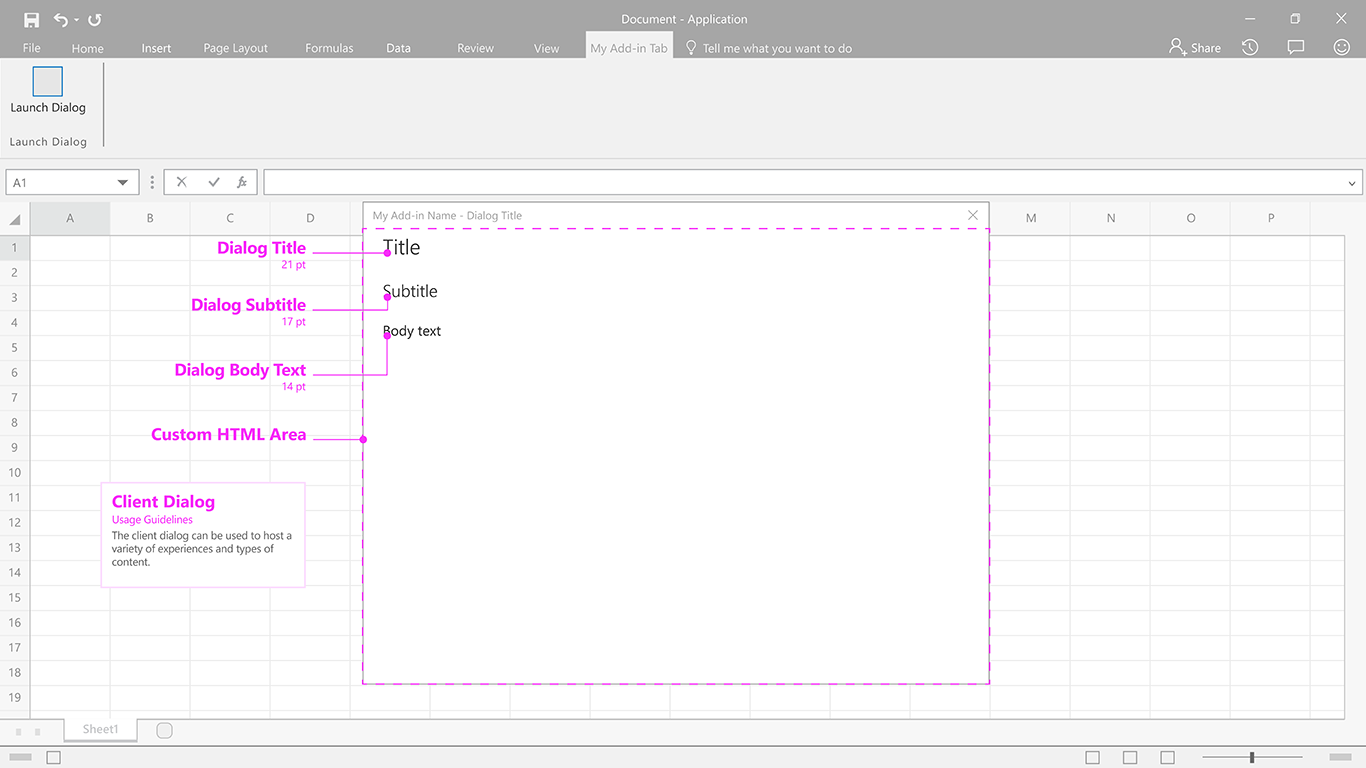 Document - Application
File Home Insert Page Layout Formulas Data Review View My Add-in Tab Tell me what you want to do Share
Launch Dialog
Launch Dialog
A1 fx
A B C D M N O P
My Add-in Name - Dialog Title
1
2
3
4
5
6
7
8
9
10
11
12
13
14
15
16
17
18
19
Dialog Title
21 pt
Title
Dialog Subtitle
17 pt
Subtitle
Dialog Body Text
14 pt
Body text
Custom HTML Area
Client Dialog
Usage Guidelines
The client dialog can be used to host a
variety of experiences and types of
content.
Sheet1